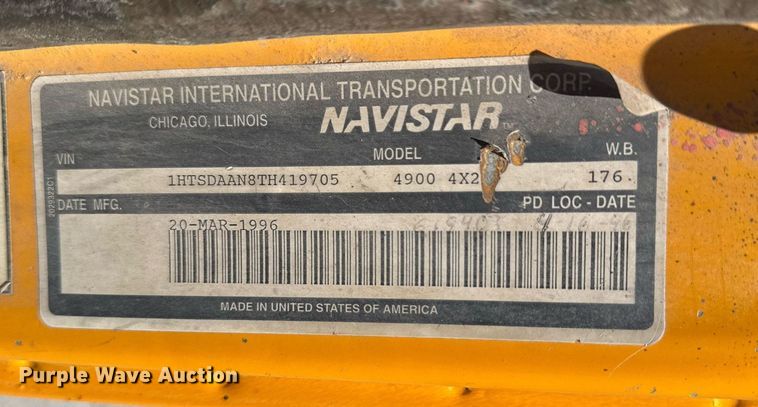 NAVISTAR INTERNATIONAL TRANSPORTATION CORP.
CHICAGO, ILLINOIS NAVISTAR
VIN MODEL W.B.
1HTSDAAN8TH419705 4900 4X2 176.
DATE MFG. PD LOC - DATE
20-MAR-1996
2029322C1
MADE IN UNITED STATES OF AMERICA
Purple Wave Auction